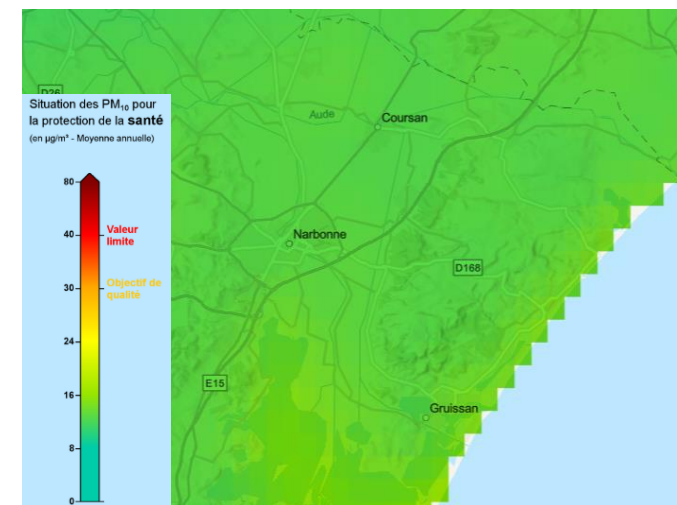 D26
Situation des PM₁₀ pour
la protection de la santé
(en µg/m³ - Moyenne annuelle)
80
40
Valeur
limite
30
Objectif de
qualité
24
16
8
0
Aude
Coursan
Narbonne
D168
E15
Gruissan